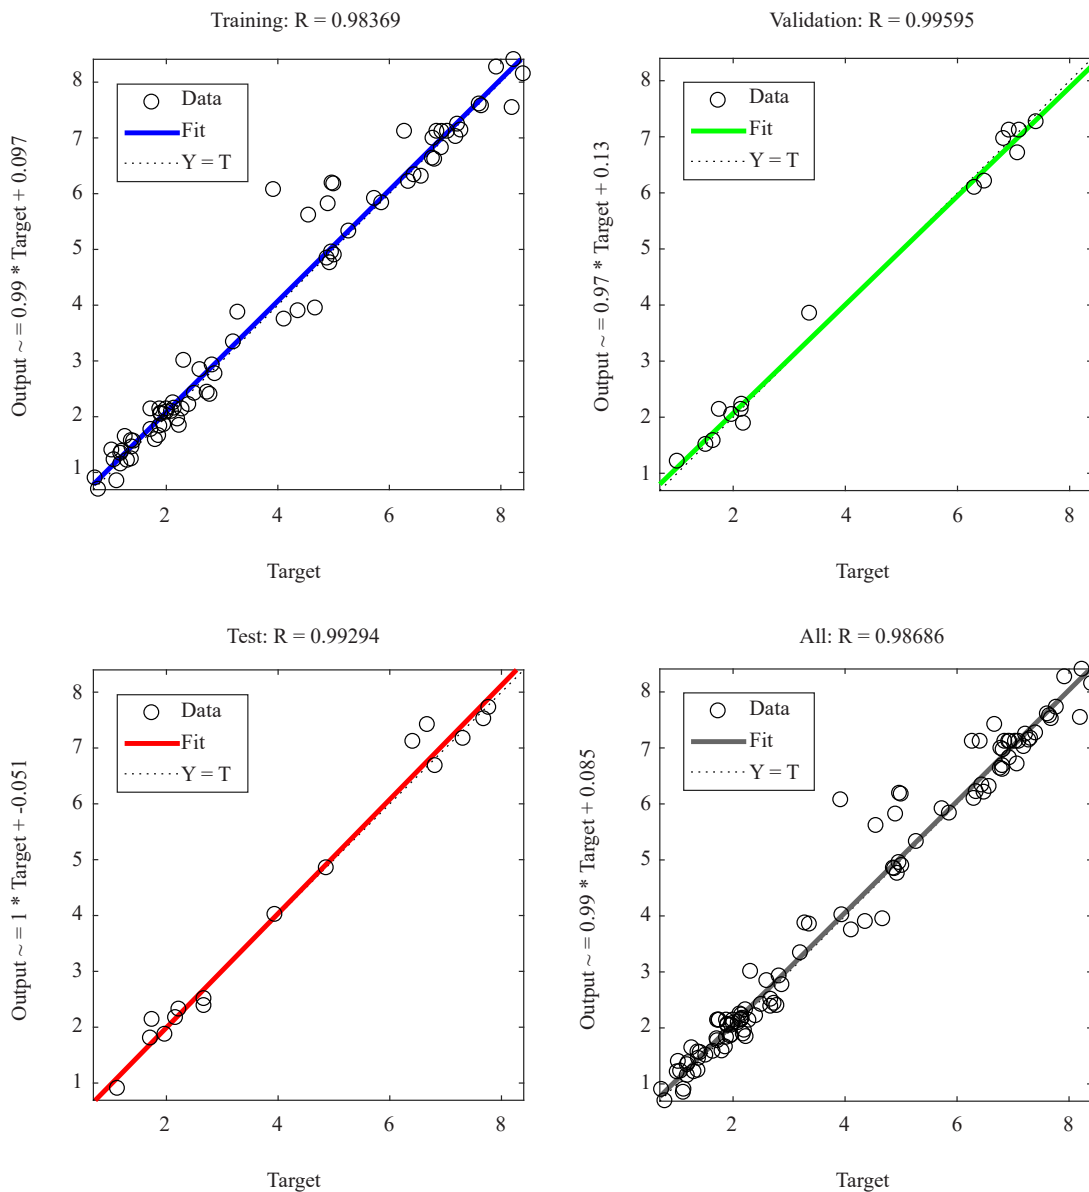 Training: R = 0.98369
Output ~ = 0.99 * Target + 0.097
8
7
6
5
4
3
2
1
Data
Fit
Y = T
2
4
6
8
Target
Validation: R = 0.99595
Output ~ = 0.97 * Target + 0.13
8
7
6
5
4
3
2
1
Data
Fit
Y = T
2
4
6
8
Target
Test: R = 0.99294
Output ~ = 1 * Target + -0.051
8
7
6
5
4
3
2
1
Data
Fit
Y = T
2
4
6
8
Target
All: R = 0.98686
Output ~ = 0.99 * Target + 0.085
8
7
6
5
4
3
2
1
Data
Fit
Y = T
2
4
6
8
Target